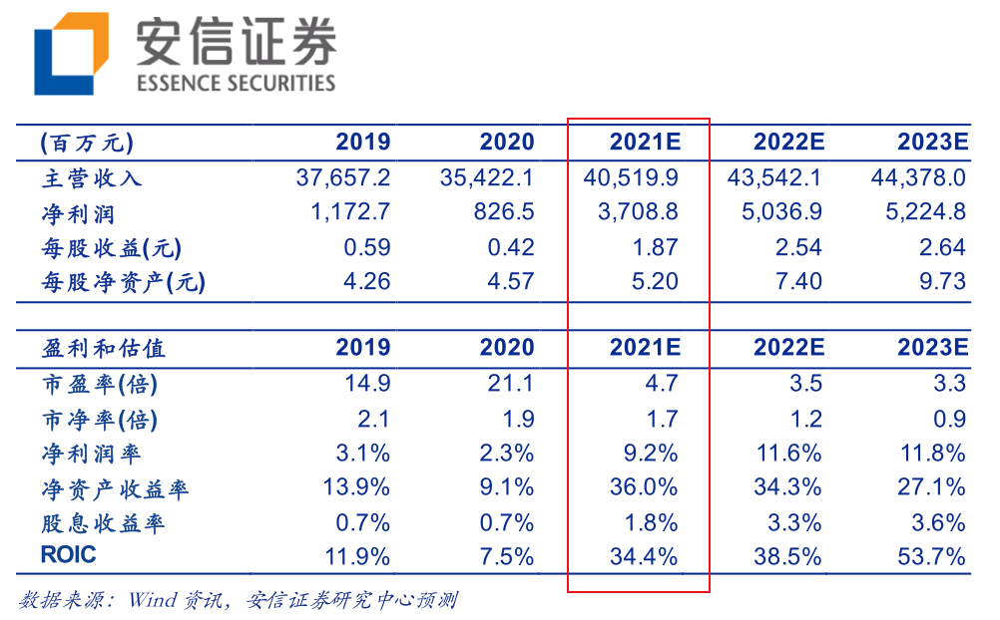 安信证券
ESSENCE SECURITIES
(百万元) 2019 2020 2021E 2022E 2023E
主营收入 37,657.2 35,422.1 40,519.9 43,542.1 44,378.0
净利润 1,172.7 826.5 3,708.8 5,036.9 5,224.8
每股收益(元) 0.59 0.42 1.87 2.54 2.64
每股净资产(元) 4.26 4.57 5.20 7.40 9.73
盈利和估值 2019 2020 2021E 2022E 2023E
市盈率(倍) 14.9 21.1 4.7 3.5 3.3
市净率(倍) 2.1 1.9 1.7 1.2 0.9
净利润率 3.1% 2.3% 9.2% 11.6% 11.8%
净资产收益率 13.9% 9.1% 36.0% 34.3% 27.1%
股息收益率 0.7% 0.7% 1.8% 3.3% 3.6%
ROIC 11.9% 7.5% 34.4% 38.5% 53.7%
数据来源：Wind 资讯，安信证券研究中心预测